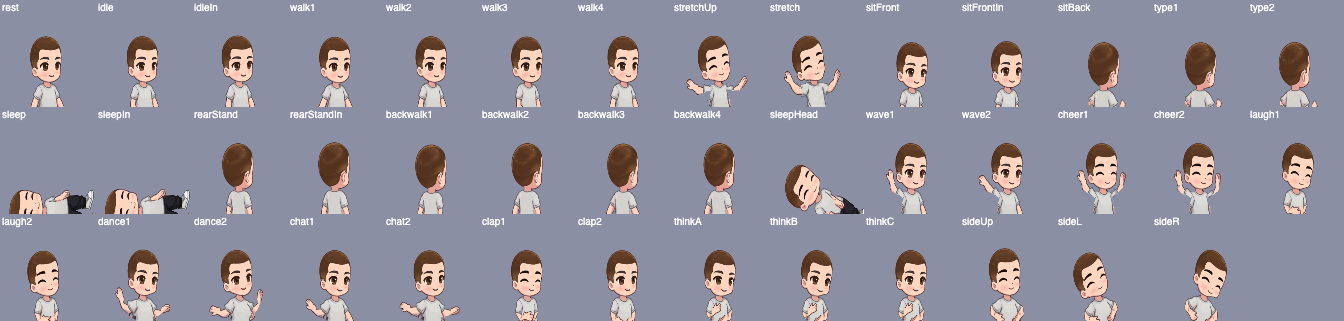 rest idle idleIn walk1 walk2 walk3 walk4 stretchUp stretch sitFront sitFrontIn sitBack type1 type2
sleep sleepIn rearStand rearStandIn backwalk1 backwalk2 backwalk3 backwalk4 sleepHead wave1 wave2 cheer1 cheer2 laugh1
laugh2 dance1 dance2 chat1 chat2 clap1 clap2 thinkA thinkB thinkC sideUp sideL sideR